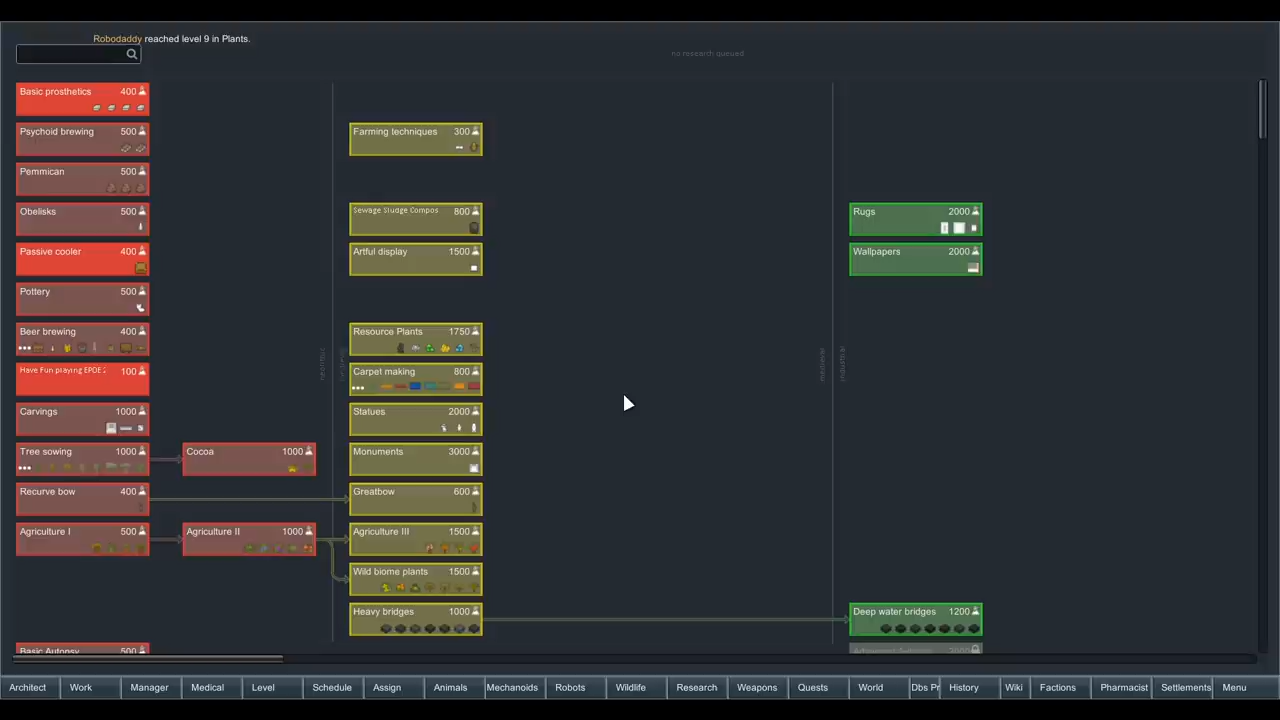 Robodaddy reached level 9 in Plants.
no research queued
Basic prosthetics 400
Psychoid brewing 500
Farming techniques 300
Pemmican 500
Obelisks 500
Sewage Sludge Compos 800
Rugs 2000
Passive cooler 400
Artful display 1500
Wallpapers 2000
Pottery 500
Beer brewing 400
Resource Plants 1750
Have Fun playing EPOE 100
Carpet making 800
Carvings 1000
Statues 2000
Tree sowing 1000
Cocoa 1000
Monuments 3000
Recurve bow 400
Greatbow 600
Agriculture I 500
Agriculture II 1000
Agriculture III 1500
Wild biome plants 1500
Heavy bridges 1000
Deep water bridges 1200
Basic Autopsy 500
medieval
industrial
Architect Work Manager Medical Level Schedule Assign Animals Mechanoids Robots Wildlife Research Weapons Quests World Dbs Pr History Wiki Factions Pharmacist Settlements Menu